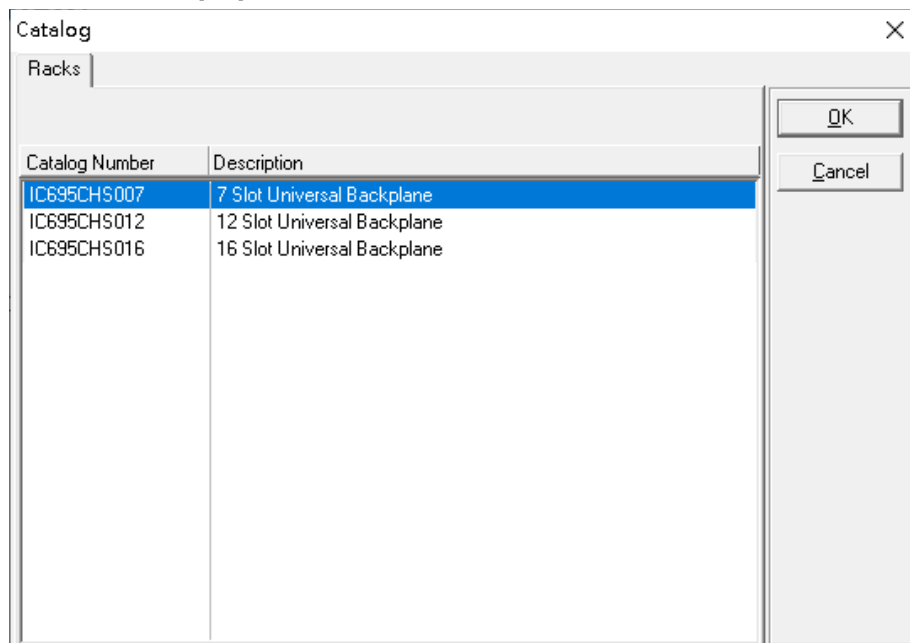 Catalog
Racks
OK
Cancel
Catalog Number Description
IC695CHS007 7 Slot Universal Backplane
IC695CHS012 12 Slot Universal Backplane
IC695CHS016 16 Slot Universal Backplane